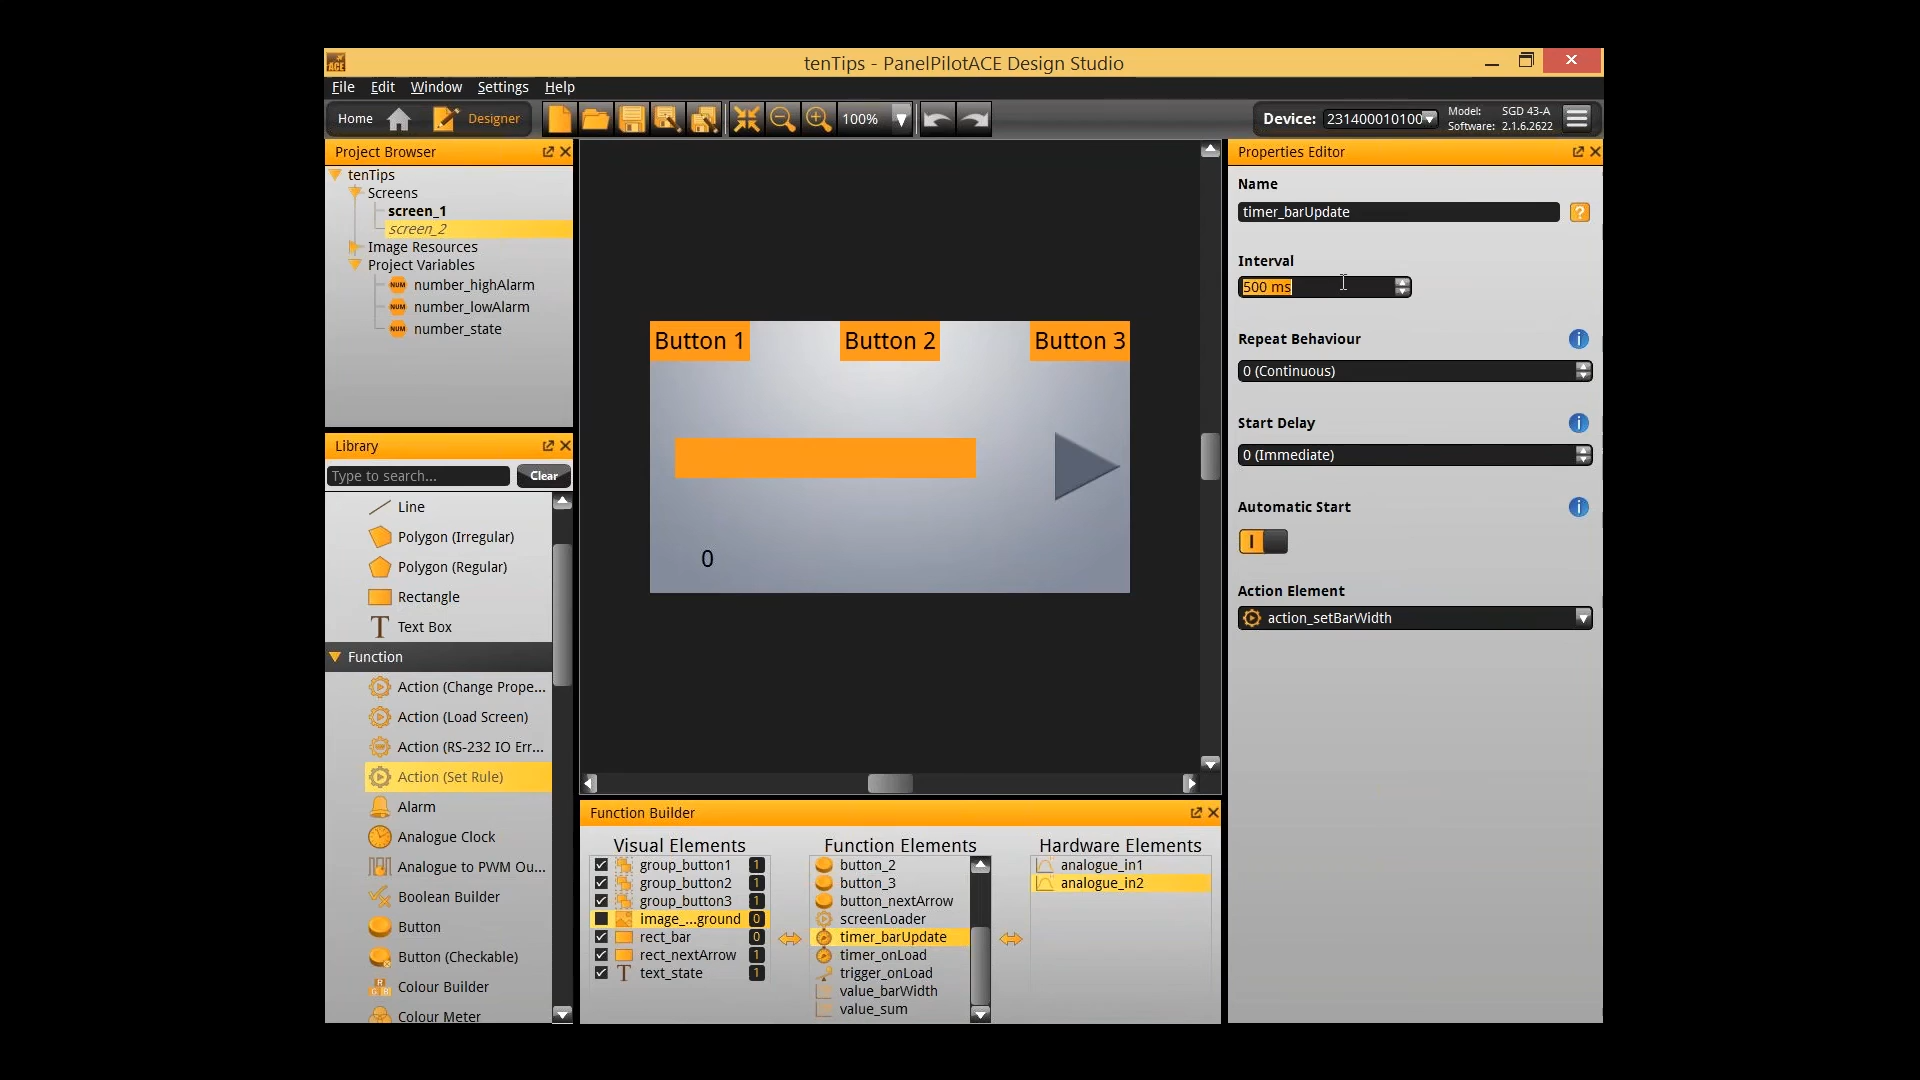 ACE
tenTips - PanelPilotACE Design Studio
File Edit Window Settings Help
Home Designer 100% Device: 231400010100 Model: SGD 43-A
Software: 2.1.6.2622
Project Browser
tenTips
Screens
screen_1
screen_2
Image Resources
Project Variables
NUM number_highAlarm
NUM number_lowAlarm
NUM number_state
Library
Type to search... Clear
Line
Polygon (Irregular)
Polygon (Regular)
Rectangle
T Text Box
Function
Action (Change Prope...
Action (Load Screen)
Action (RS-232 IO Err...
Action (Set Rule)
Alarm
Analogue Clock
Analogue to PWM Ou...
Boolean Builder
Button
Button (Checkable)
Colour Builder
Colour Meter
Button 1 Button 2 Button 3
0
Function Builder
Visual Elements
group_button1 1
group_button2 1
group_button3 1
image_...ground 0
rect_bar 0
rect_nextArrow 1
T text_state 1
Function Elements
button_2
button_3
button_nextArrow
screenLoader
timer_barUpdate
timer_onLoad
trigger_onLoad
value_barWidth
value_sum
Hardware Elements
analogue_in1
analogue_in2
Properties Editor
Name
timer_barUpdate ?
Interval
500 ms
Repeat Behaviour i
0 (Continuous)
Start Delay i
0 (Immediate)
Automatic Start i
I
Action Element
action_setBarWidth